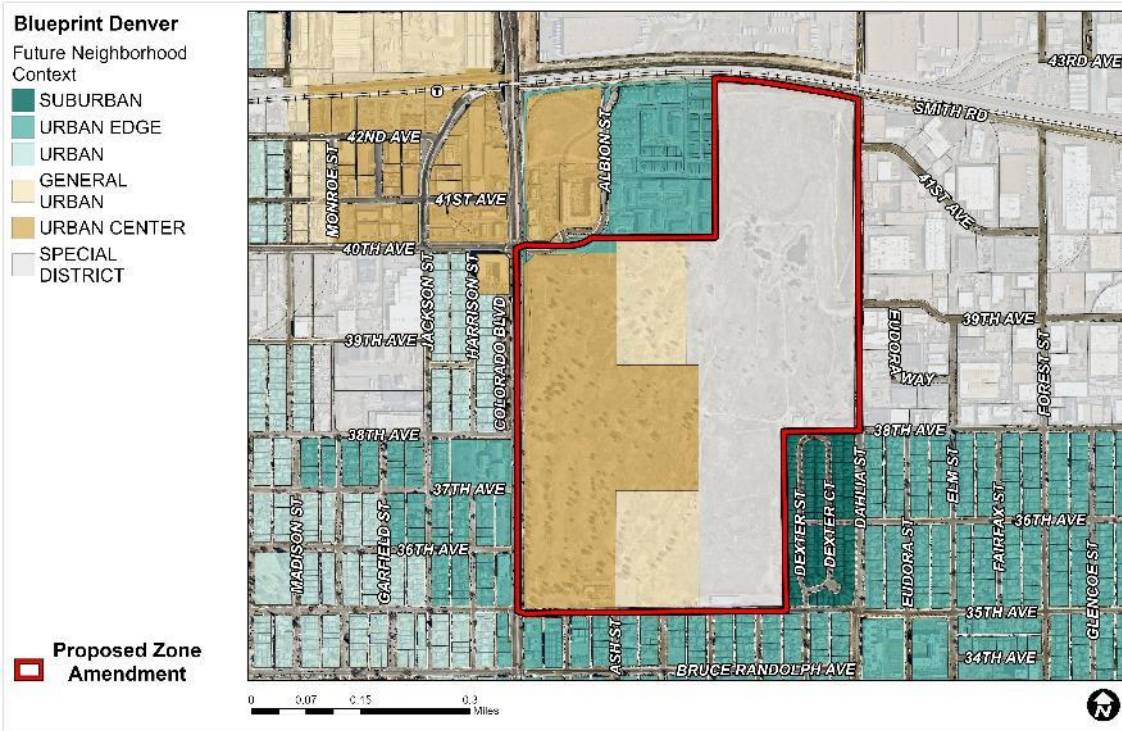 Blueprint Denver
Future Neighborhood
Context
SUBURBAN
URBAN EDGE
URBAN
GENERAL
URBAN
URBAN CENTER
SPECIAL
DISTRICT
Proposed Zone
Amendment
43RD AVE
SMITH RD
T
42ND AVE
MONROE ST
ALBION ST
41ST AVE
41ST AVE
40TH AVE
JACKSON ST
HARRISON ST
COLORADO BLVD
39TH AVE
39TH AVE
EUDORA WAY
FOREST ST
38TH AVE
38TH AVE
37TH AVE
MADISON ST
GARFIELD ST
36TH AVE
DEXTER ST
DEXTER CT
DAHLIA ST
ELM ST
EUDORA ST
FAIRFAX ST
36TH AVE
GLENCOE ST
35TH AVE
ASH ST
34TH AVE
BRUCE RANDOLPH AVE
0 0.07 0.15 0.3
Miles
N